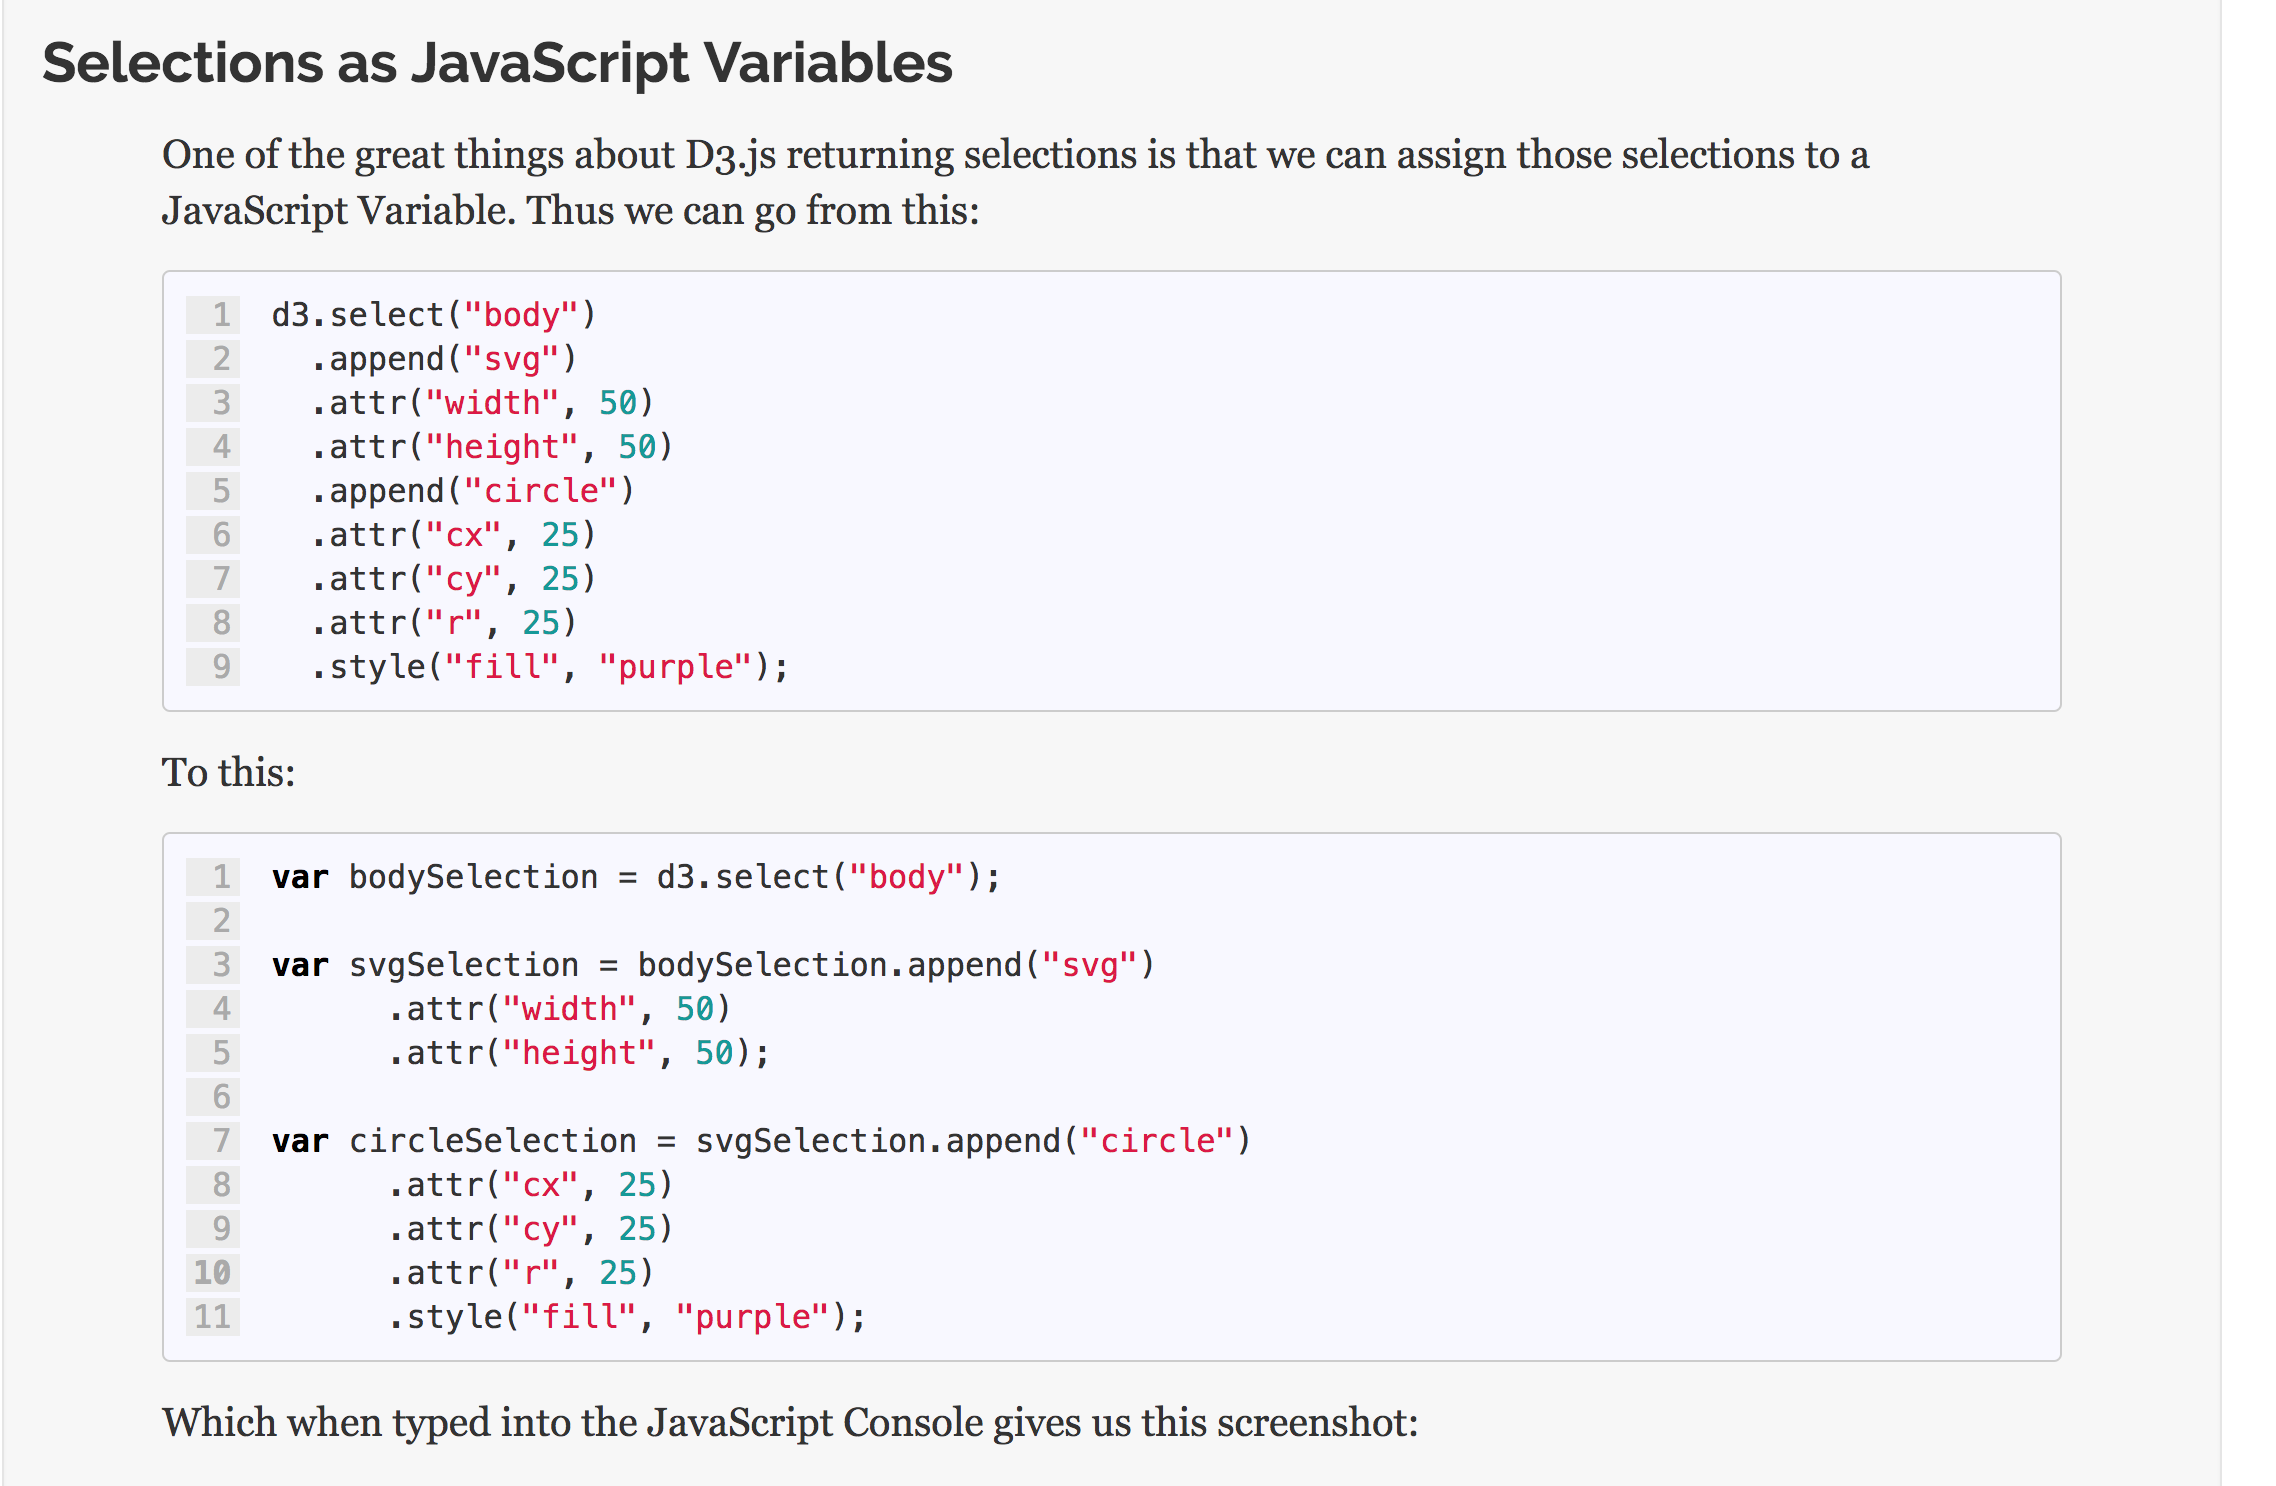 Selections as JavaScript Variables
One of the great things about D3.js returning selections is that we can assign those selections to a
JavaScript Variable. Thus we can go from this:
1 d3.select("body")
2   .append("svg")
3   .attr("width", 50)
4   .attr("height", 50)
5   .append("circle")
6   .attr("cx", 25)
7   .attr("cy", 25)
8   .attr("r", 25)
9   .style("fill", "purple");
To this:
1 var bodySelection = d3.select("body");
2
3 var svgSelection = bodySelection.append("svg")
4       .attr("width", 50)
5       .attr("height", 50);
6
7 var circleSelection = svgSelection.append("circle")
8       .attr("cx", 25)
9       .attr("cy", 25)
10       .attr("r", 25)
11       .style("fill", "purple");
Which when typed into the JavaScript Console gives us this screenshot: